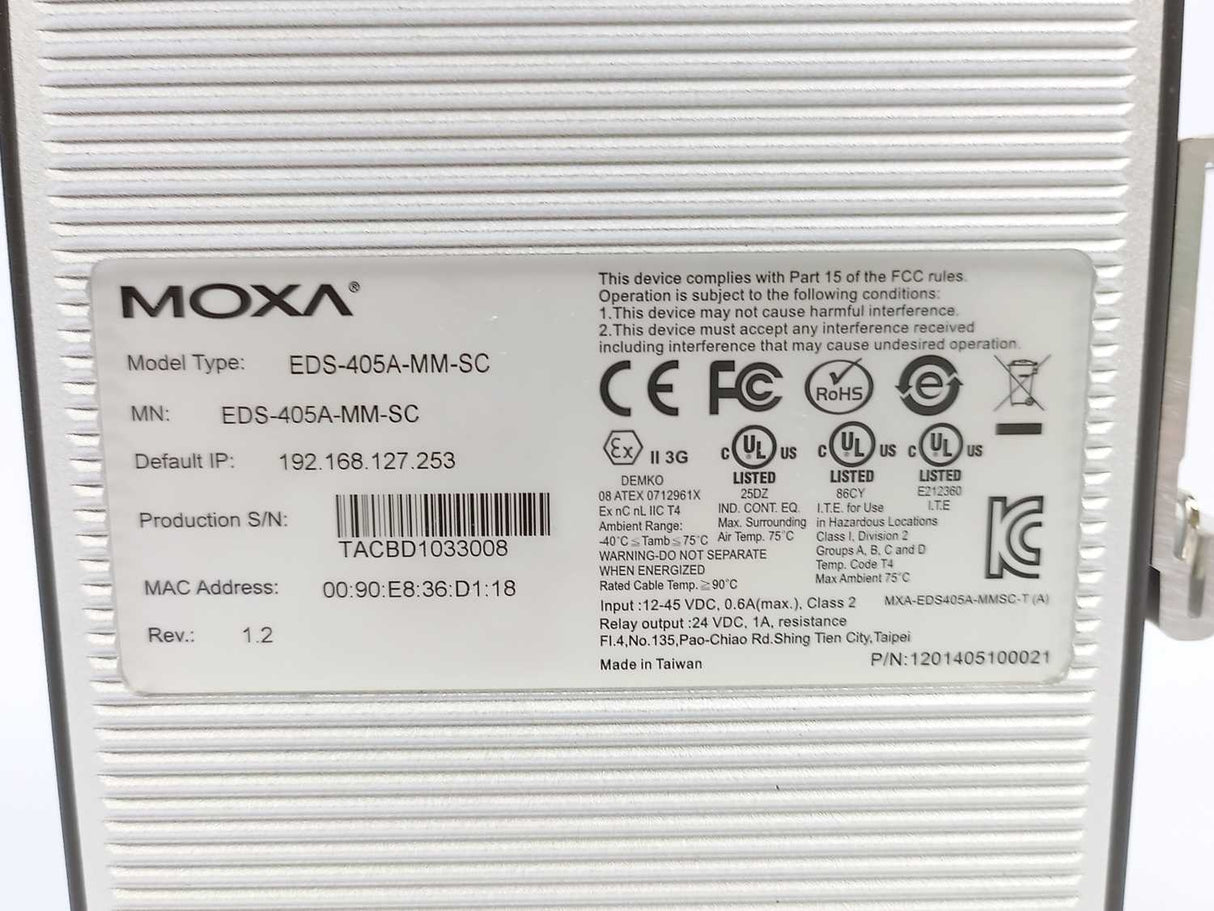 MOXA®
Model Type: EDS-405A-MM-SC
MN: EDS-405A-MM-SC
Default IP: 192.168.127.253
Production S/N:
TACBD1033008
MAC Address: 00:90:E8:36:D1:18
Rev.: 1.2
This device complies with Part 15 of the FCC rules.
Operation is subject to the following conditions:
1.This device may not cause harmful interference.
2.This device must accept any interference received
including interference that may cause undesired operation.
CE FC RoHS e
Ex II 3G
DEMKO
08 ATEX 0712961X
Ex nC nL IIC T4
Ambient Range:
-40°C ≦ Tamb ≦ 75°C
WARNING-DO NOT SEPARATE
WHEN ENERGIZED
Rated Cable Temp. ≧ 90°C
C UL US
LISTED
25DZ
IND. CONT. EQ.
Max. Surrounding
Air Temp. 75°C
C UL US
LISTED
86CY
I.T.E. for Use
in Hazardous Locations
Class I, Division 2
Groups A, B, C and D
Temp. Code T4
Max Ambient 75°C
C UL US
LISTED
E212360
I.T.E
KC
Input :12-45 VDC, 0.6A(max.), Class 2
MXA-EDS405A-MMSC-T (A)
Relay output :24 VDC, 1A, resistance
Fl.4,No.135,Pao-Chiao Rd.Shing Tien City,Taipei
Made in Taiwan
P/N:1201405100021